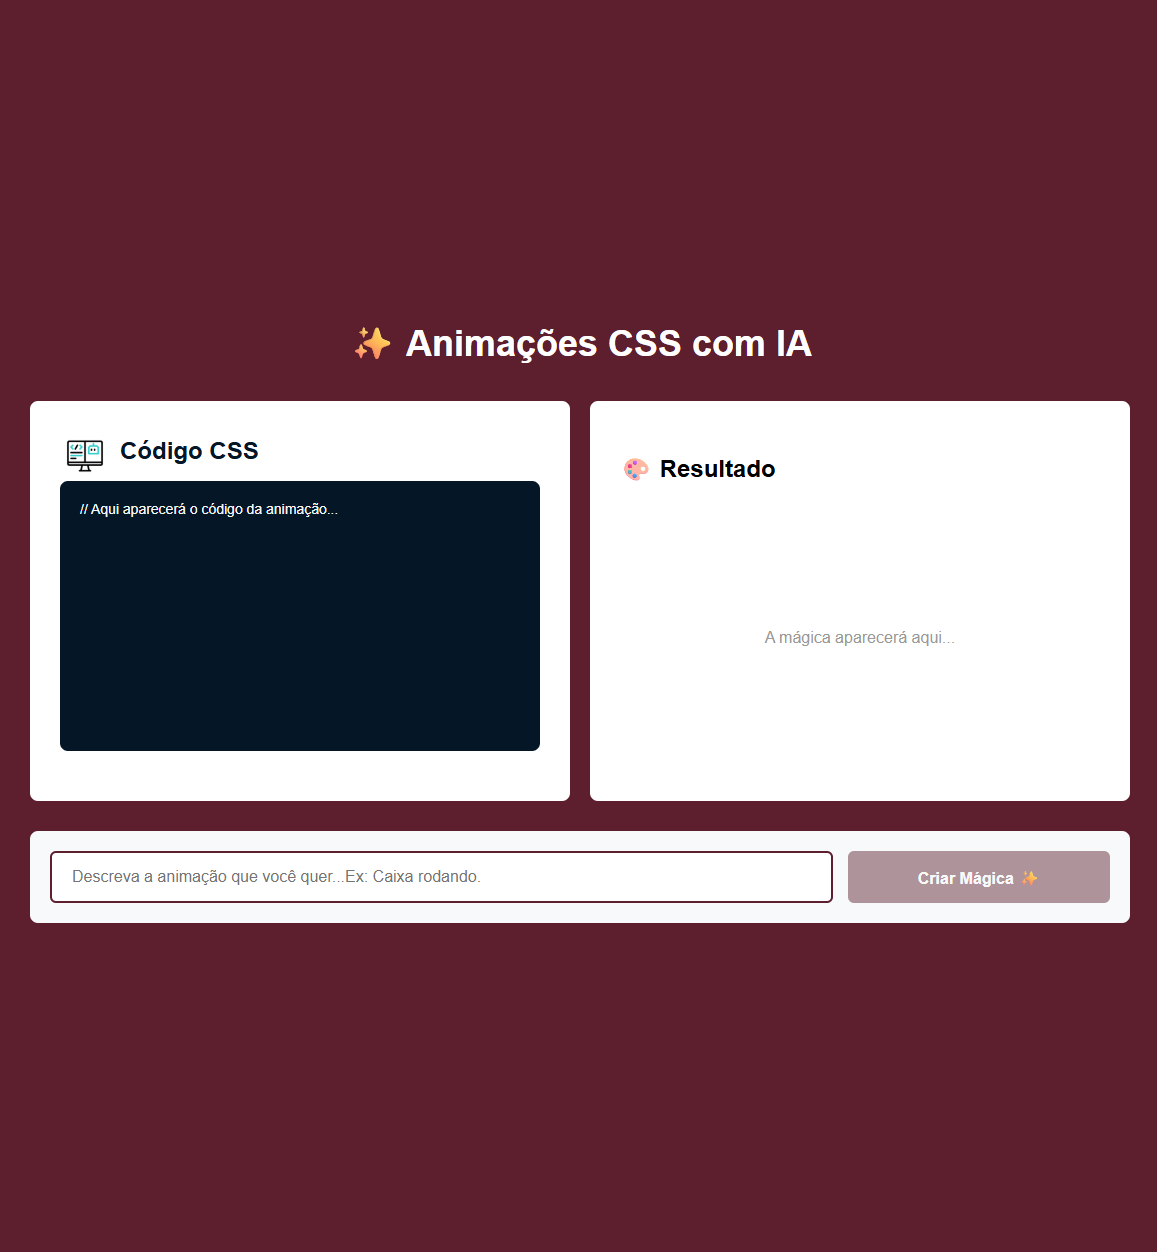 ✨ Animações CSS com IA
Código CSS
// Aqui aparecerá o código da animação...
🎨 Resultado
A mágica aparecerá aqui...
Descreva a animação que você quer...Ex: Caixa rodando.
Criar Mágica ✨